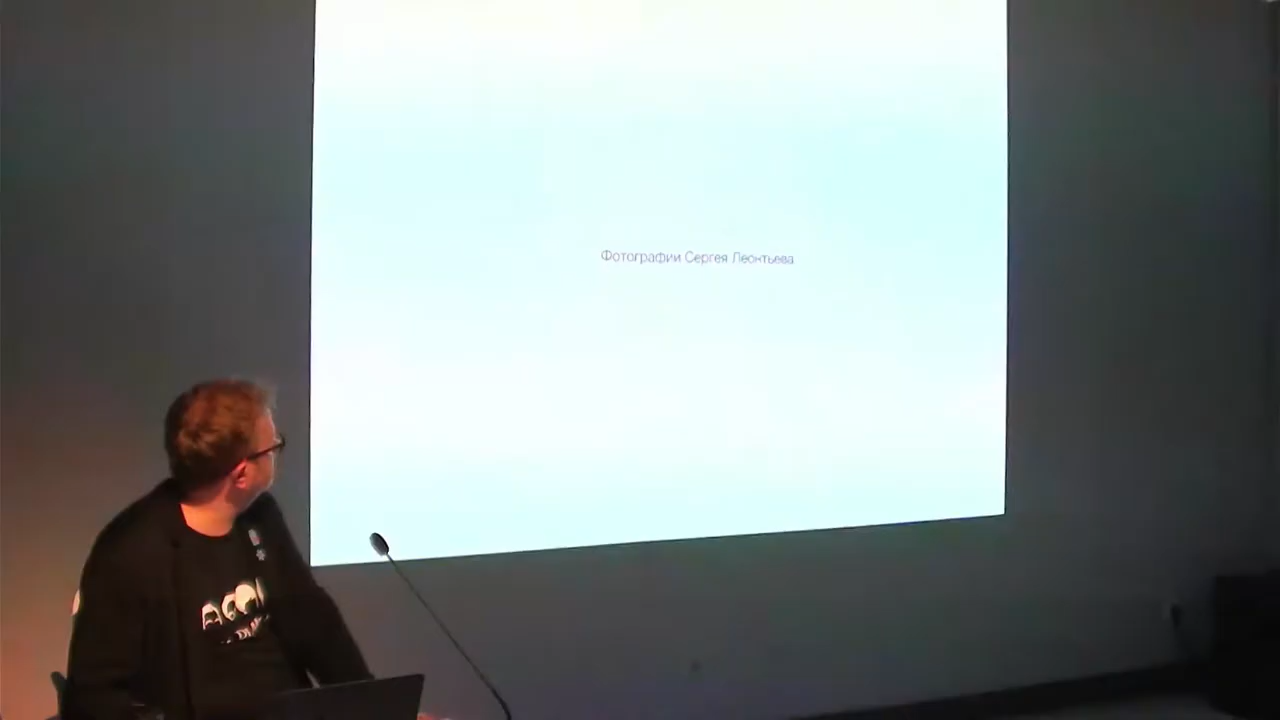 Фотографии Сергея Леонтьева